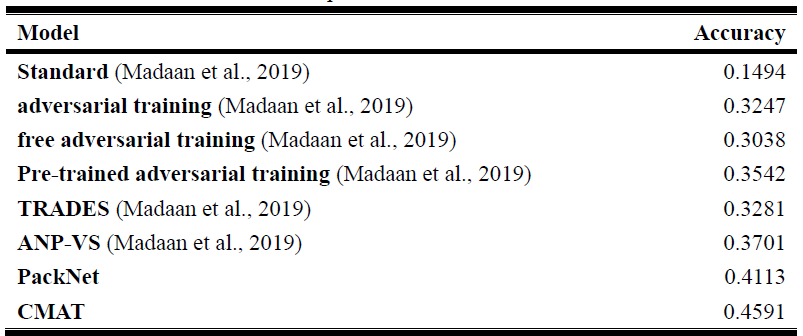 Model Accuracy
Standard (Madaan et al., 2019) 0.1494
adversarial training (Madaan et al., 2019) 0.3247
free adversarial training (Madaan et al., 2019) 0.3038
Pre-trained adversarial training (Madaan et al., 2019) 0.3542
TRADES (Madaan et al., 2019) 0.3281
ANP-VS (Madaan et al., 2019) 0.3701
PackNet 0.4113
CMAT 0.4591